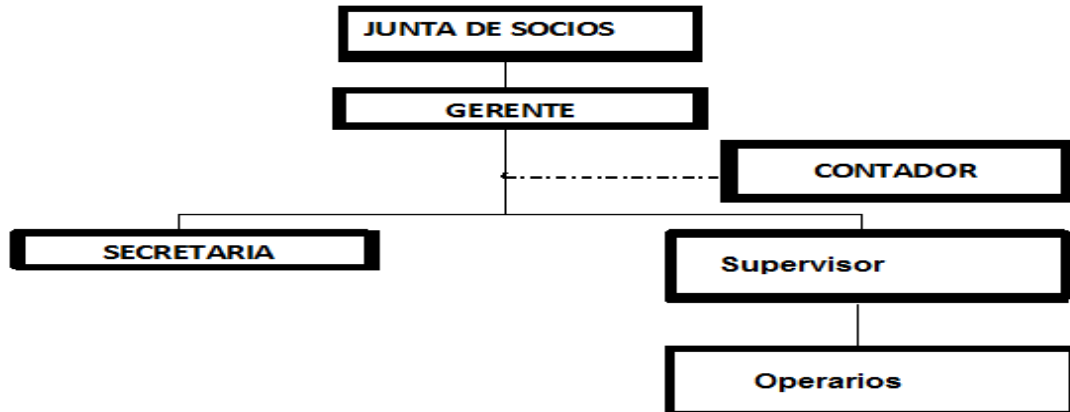 JUNTA DE SOCIOS
GERENTE
CONTADOR
SECRETARIA
Supervisor
Operarios